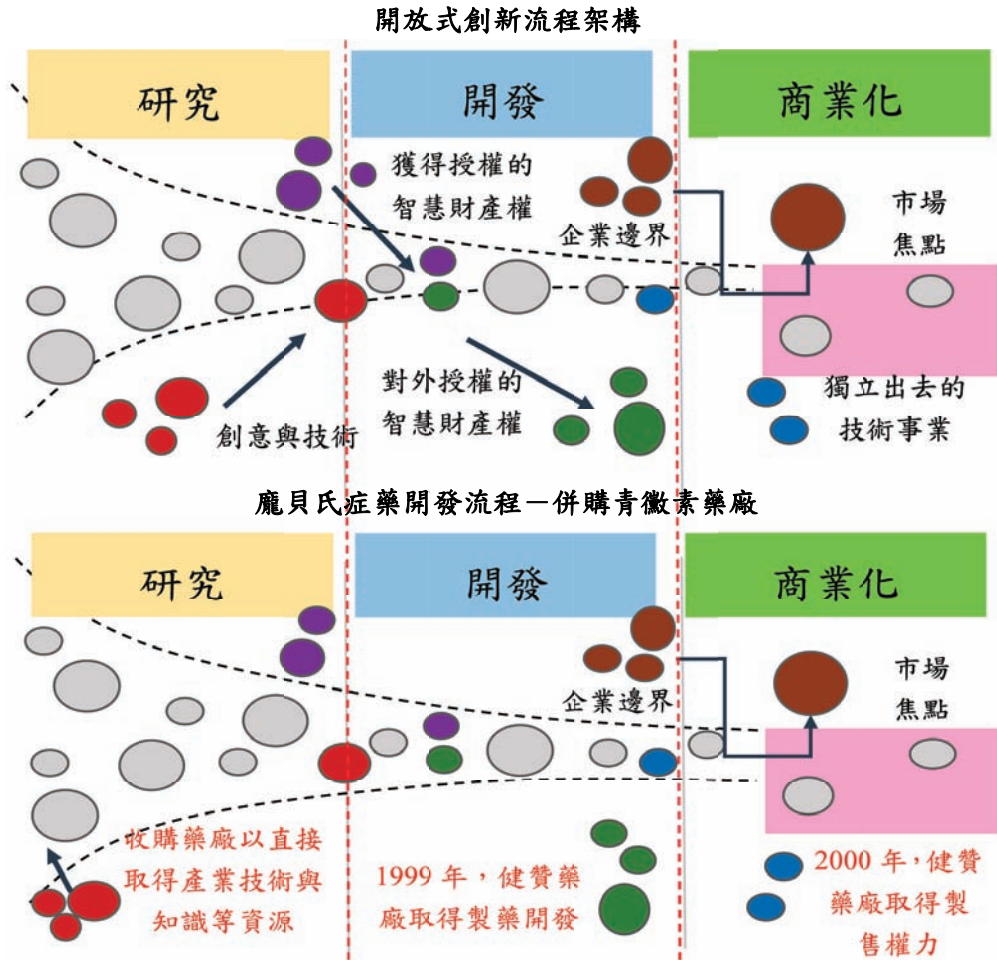 開放式創新流程架構
研究
開發
商業化
獲得授權的
智慧財產權
企業邊界
市場
焦點
創意與技術
對外授權的
智慧財產權
獨立出去的
技術事業
龐貝氏症藥開發流程－併購青黴素藥廠
研究
開發
商業化
企業邊界
市場
焦點
收購藥廠以直接
取得產業技術與
知識等資源
1999 年，健贊藥
廠取得製藥開發
2000 年，健贊
藥廠取得製
售權力